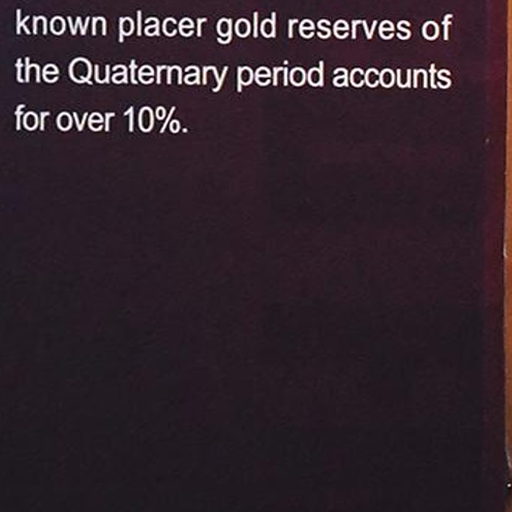 known placer gold reserves of
the Quaternary period accounts
for over 10%.